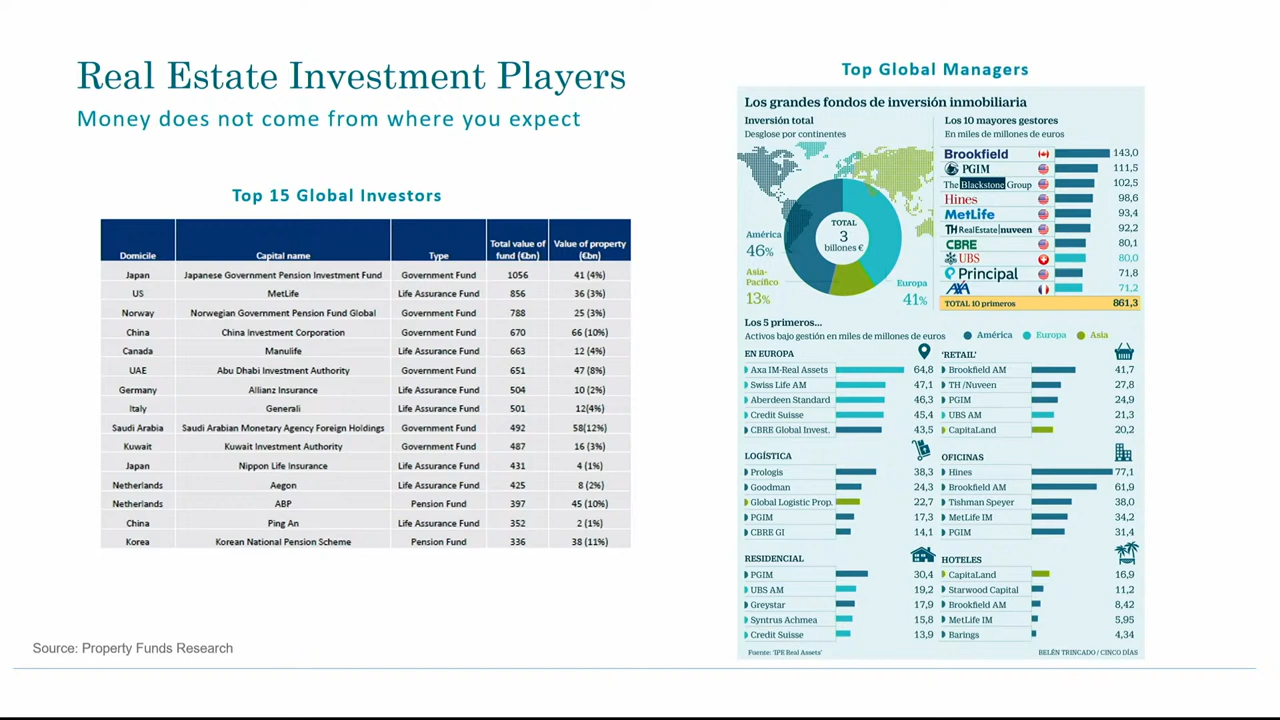 Real Estate Investment Players
Money does not come from where you expect
Top 15 Global Investors
Domicile Capital name Type Total value of fund (€bn) Value of property (€bn)
Japan Japanese Government Pension Investment Fund Government Fund 1056 41 (4%)
US MetLife Life Assurance Fund 856 36 (3%)
Norway Norwegian Government Pension Fund Global Government Fund 788 25 (3%)
China China Investment Corporation Government Fund 670 66 (10%)
Canada Manulife Life Assurance Fund 663 12 (4%)
UAE Abu Dhabi Investment Authority Government Fund 651 47 (8%)
Germany Allianz Insurance Life Assurance Fund 504 10 (2%)
Italy Generali Life Assurance Fund 501 12(4%)
Saudi Arabia Saudi Arabian Monetary Agency Foreign Holdings Government Fund 492 58(12%)
Kuwait Kuwait Investment Authority Government Fund 487 16 (3%)
Japan Nippon Life Insurance Life Assurance Fund 431 4 (1%)
Netherlands Aegon Life Assurance Fund 425 8 (2%)
Netherlands ABP Pension Fund 397 45 (10%)
China Ping An Life Assurance Fund 352 2 (1%)
Korea Korean National Pension Scheme Pension Fund 336 38 (11%)
Source: Property Funds Research
Top Global Managers
Los grandes fondos de inversión inmobiliaria
Inversión total
Desglose por continentes
TOTAL
3
billones €
América
46%
Asia-
Pacífico
13%
Europa
41%
Los 10 mayores gestores
En miles de millones de euros
Brookfield 143,0
PGIM 111,5
The Blackstone Group 102,5
Hines 98,6
MetLife 93,4
TH RealEstate nuveen 92,2
CBRE 80,1
UBS 80,0
Principal 71,8
AXA 71,2
TOTAL 10 primeros 861,3
Los 5 primeros...
Activos bajo gestión en miles de millones de euros
América Europa Asia
EN EUROPA
Axa IM-Real Assets 64,8
Swiss Life AM 47,1
Aberdeen Standard 46,3
Credit Suisse 45,4
CBRE Global Invest. 43,5
'RETAIL'
Brookfield AM 41,7
TH /Nuveen 27,8
PGIM 24,9
UBS AM 21,3
CapitaLand 20,2
LOGÍSTICA
Prologis 38,3
Goodman 24,3
Global Logistic Prop. 22,7
PGIM 17,3
CBRE GI 14,1
OFICINAS
Hines 77,1
Brookfield AM 61,9
Tishman Speyer 38,0
MetLife IM 34,2
PGIM 31,4
RESIDENCIAL
PGIM 30,4
UBS AM 19,2
Greystar 17,9
Syntrus Achmea 15,8
Credit Suisse 13,9
HOTELES
CapitaLand 16,9
Starwood Capital 11,2
Brookfield AM 8,42
MetLife IM 5,95
Barings 4,34
Fuente: 'IPE Real Assets'
BELÉN TRINCADO / CINCO DÍAS